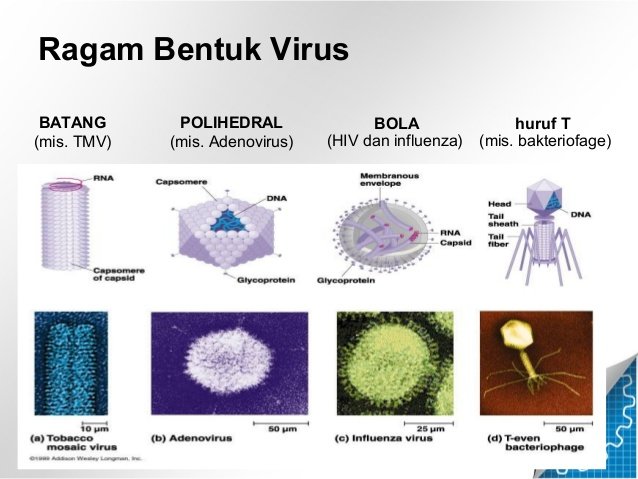 Ragam Bentuk Virus
BATANG
(mis. TMV)
POLIHEDRAL
(mis. Adenovirus)
BOLA
(HIV dan influenza)
huruf T
(mis. bakteriofage)
RNA
Capsomere
of capsid
Capsomere
DNA
Glycoprotein
Membranous
envelope
RNA
Capsid
Glycoprotein
Head
DNA
Tail
sheath
Tail
fiber
10 µm
(a) Tobacco
mosaic virus
50 µm
(b) Adenovirus
25 µm
(c) Influenza virus
50 µm
(d) T-even
bacteriophage
©1999 Addison Wesley Longman, Inc.